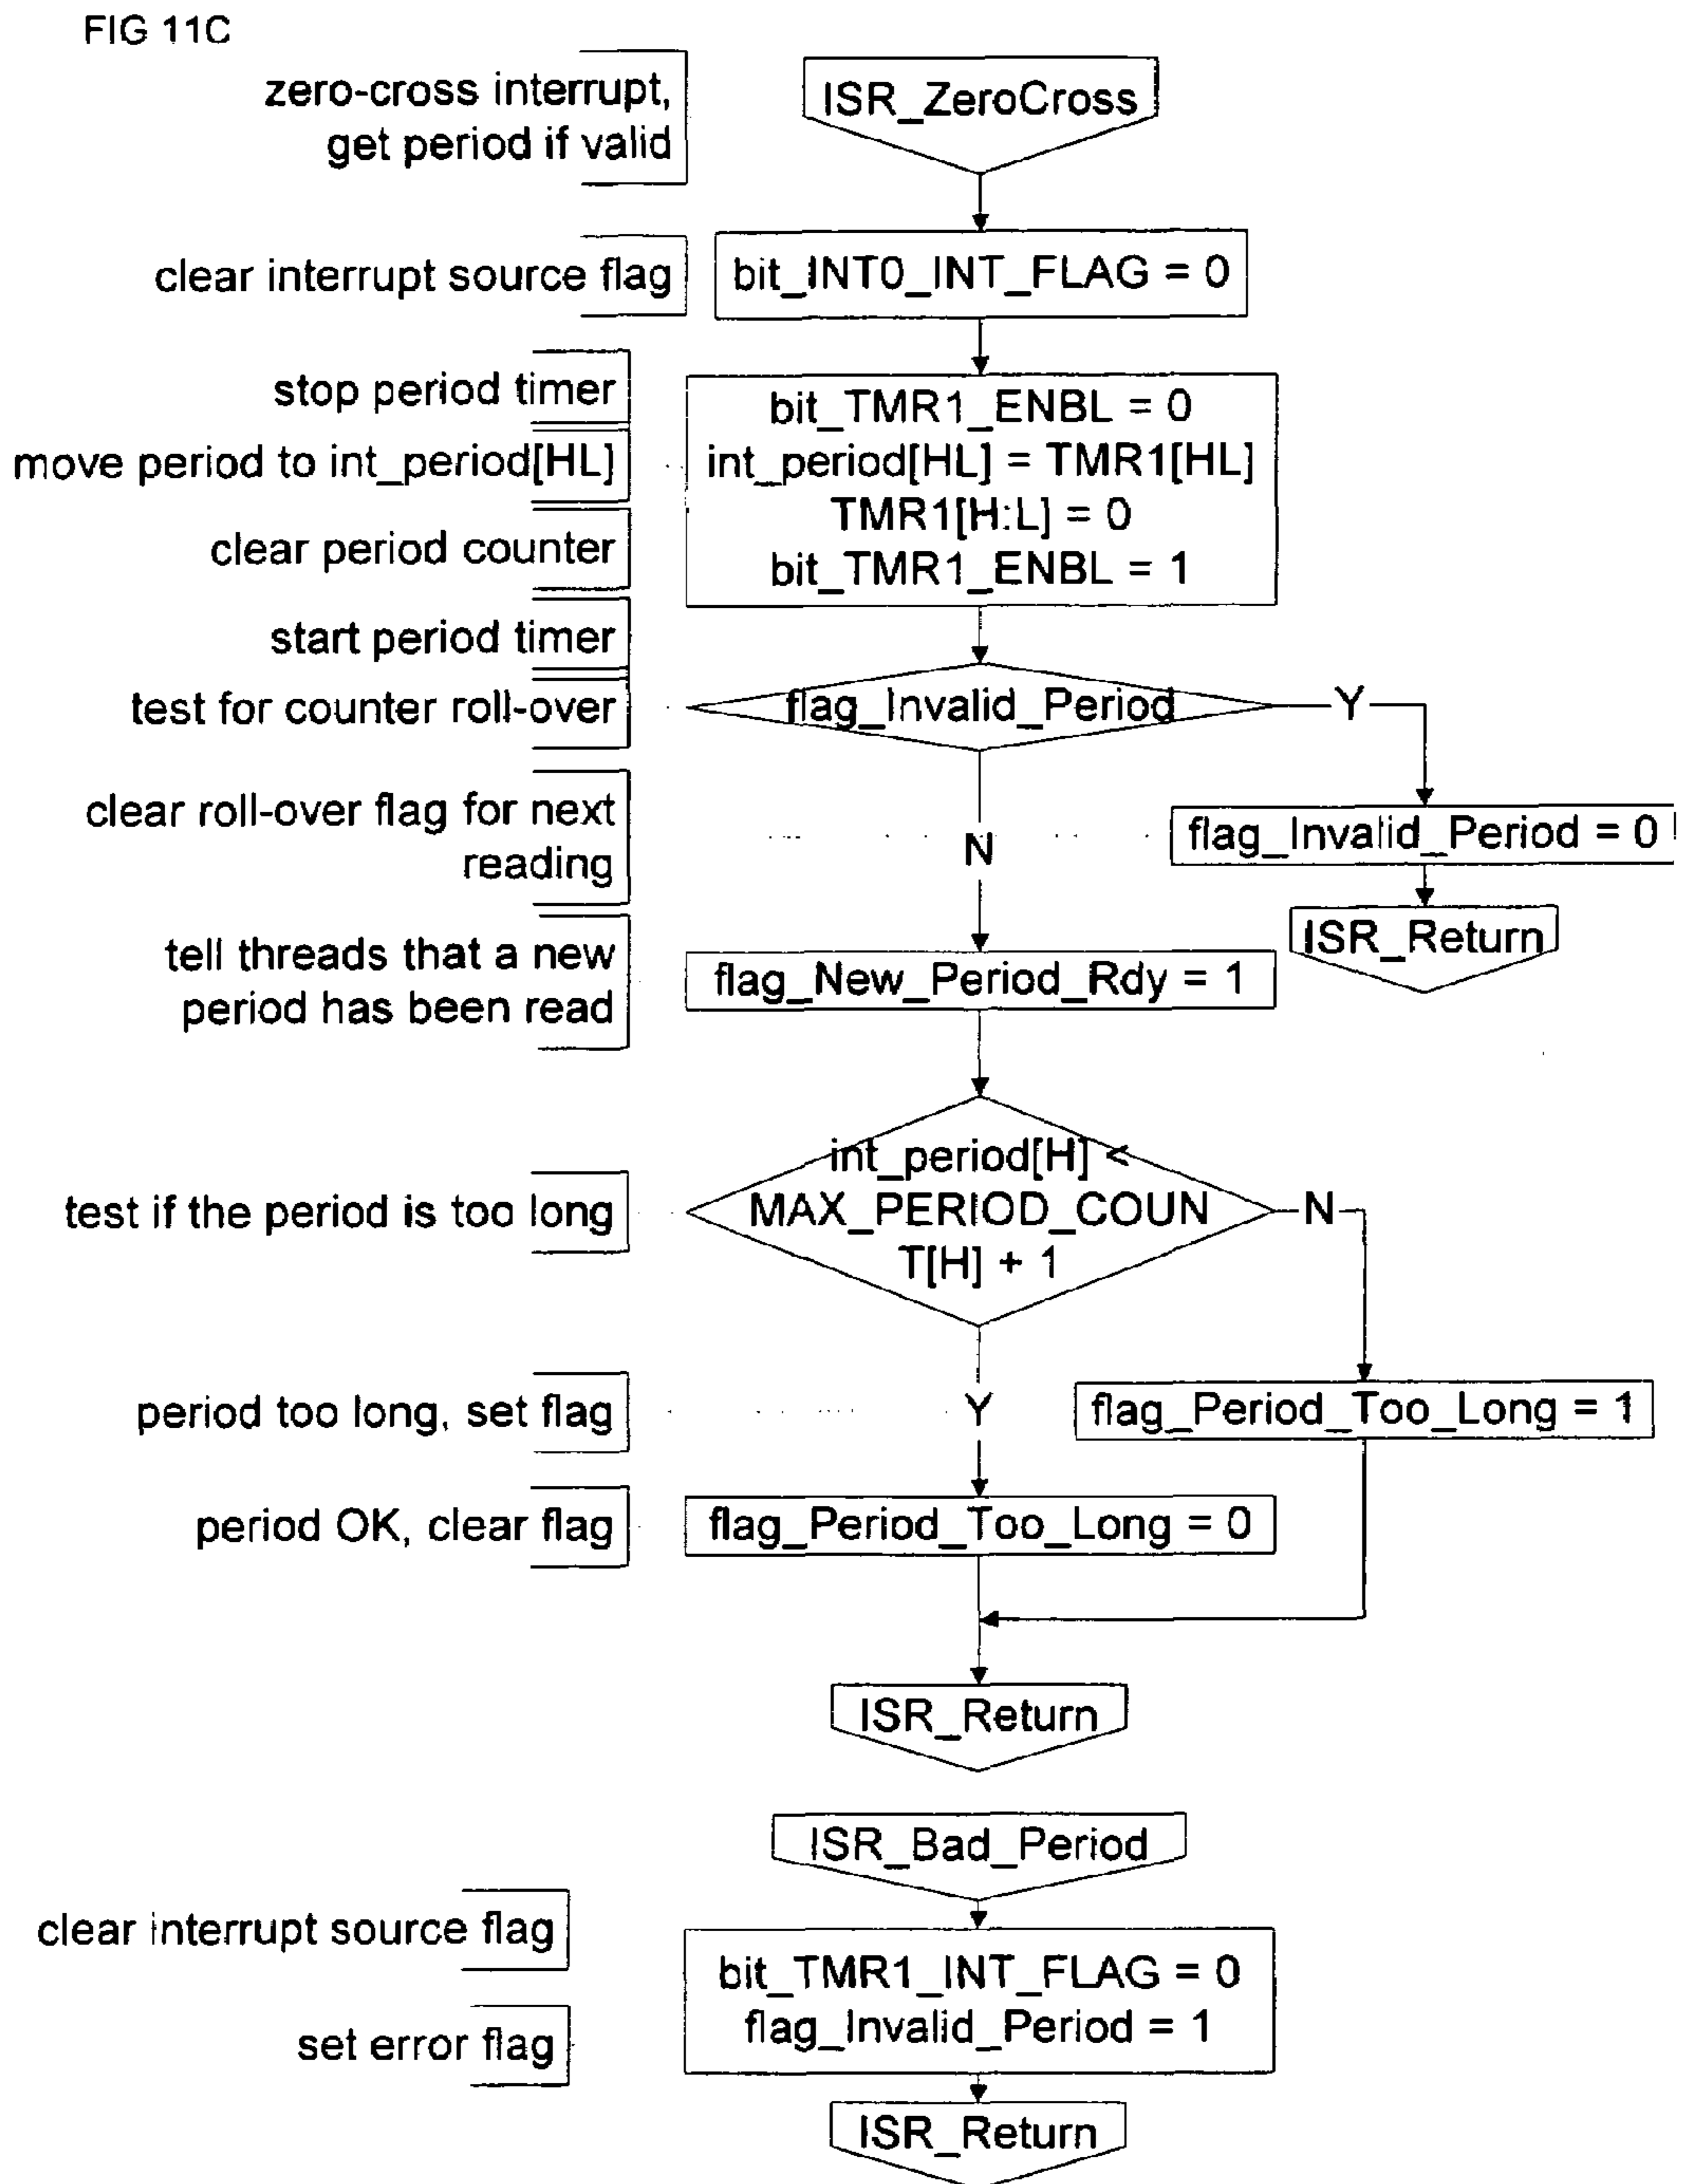 FIG 11C
zero-cross interrupt,
get period if valid
ISR_ZeroCross
clear interrupt source flag
bit_INT0_INT_FLAG = 0
stop period timer
move period to int_period[HL]
clear period counter
start period timer
bit_TMR1_ENBL = 0
int_period[HL] = TMR1[HL]
TMR1[H:L] = 0
bit_TMR1_ENBL = 1
test for counter roll-over
flag_Invalid_Period
Y
clear roll-over flag for next
reading
N
flag_Invalid_Period = 0
ISR_Return
tell threads that a new
period has been read
flag_New_Period_Rdy = 1
test if the period is too long
int_period[H] <
MAX_PERIOD_COUN
T[H] + 1
N
period too long, set flag
Y
flag_Period_Too_Long = 1
period OK, clear flag
flag_Period_Too_Long = 0
ISR_Return
ISR_Bad_Period
clear interrupt source flag
set error flag
bit_TMR1_INT_FLAG = 0
flag_Invalid_Period = 1
ISR_Return